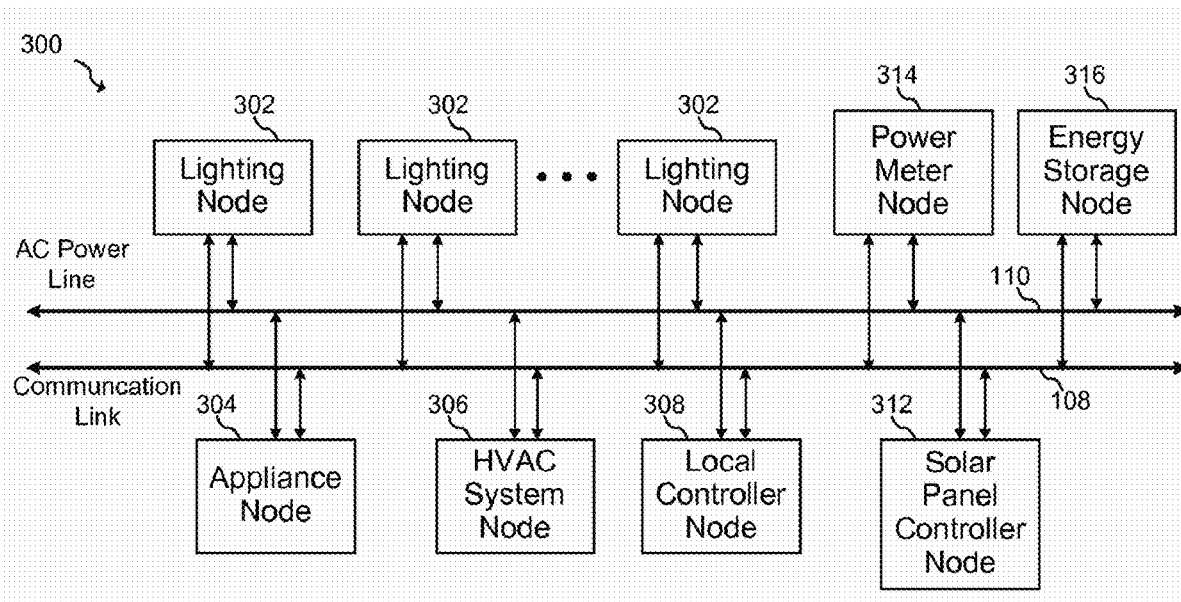 300
302
302
302
314
316
Lighting
Node
Lighting
Node
• • •
Lighting
Node
Power
Meter
Node
Energy
Storage
Node
AC Power
Line
110
Communcation
Link
108
304
306
308
312
Appliance
Node
HVAC
System
Node
Local
Controller
Node
Solar
Panel
Controller
Node